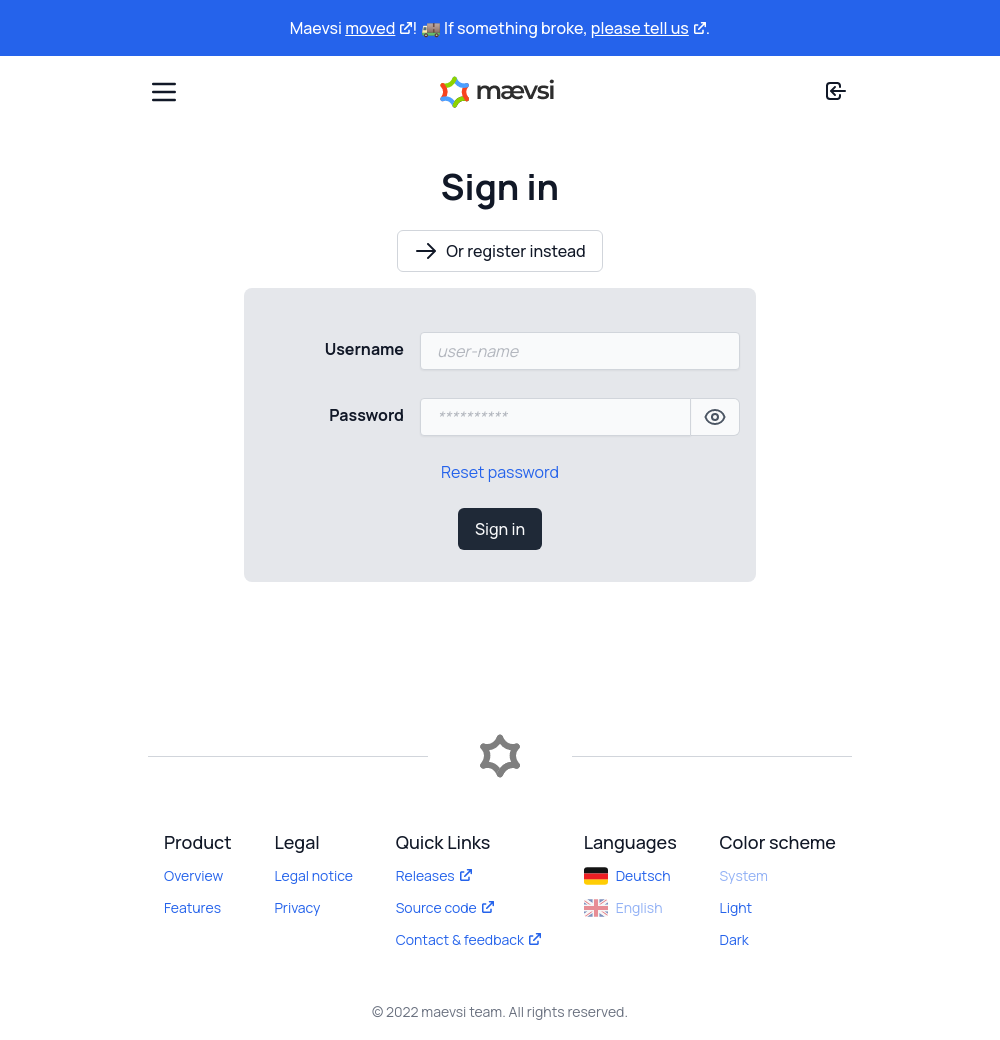 Maevsi moved! 🚚 If something broke, please tell us.
mævsi
Sign in
Or register instead
Username
user-name
Password
**********
Reset password
Sign in
Product
Overview
Features
Legal
Legal notice
Privacy
Quick Links
Releases
Source code
Contact & feedback
Languages
Deutsch
English
Color scheme
System
Light
Dark
© 2022 maevsi team. All rights reserved.